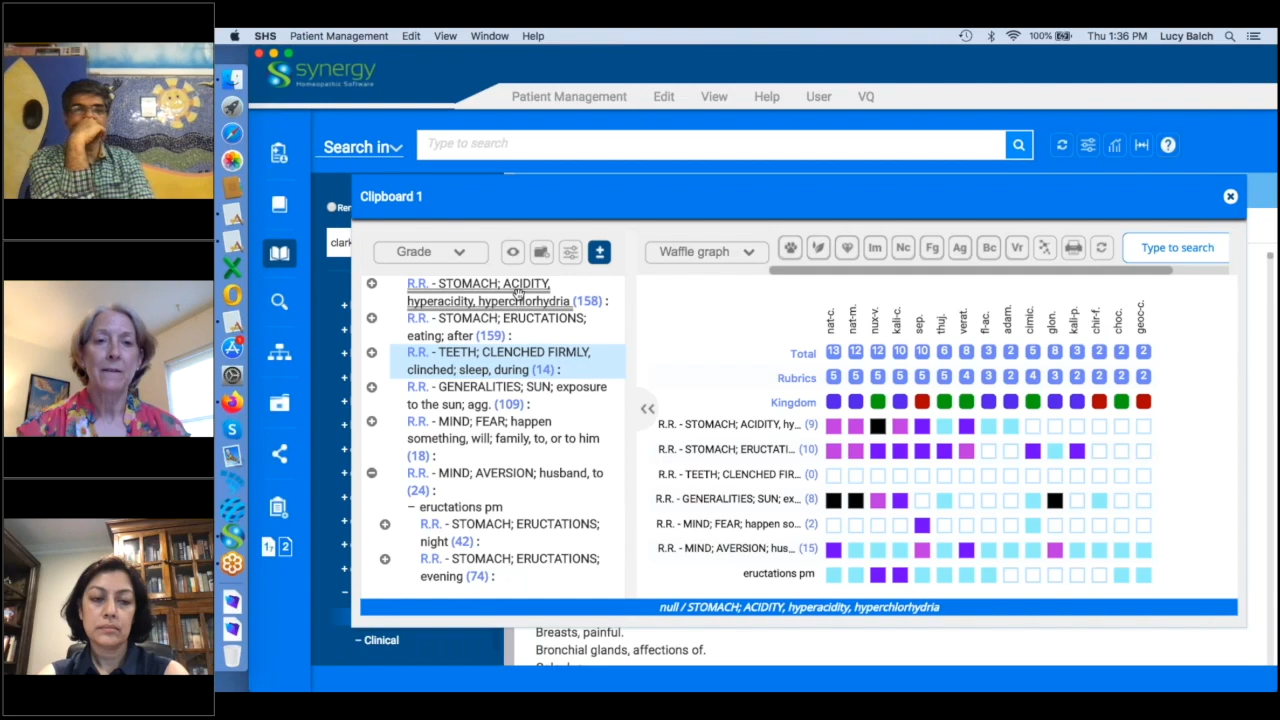 SHS Patient Management Edit View Window Help 100% Thu 1:36 PM Lucy Balch
synergy
Homeopathic Software
Patient Management Edit View Help User VQ
Search in Type to search
Clipboard 1
Grade Waffle graph Im Nc Fg Ag Bc Vr Type to search
R.R. - STOMACH; ACIDITY,
hyperacidity, hyperchlorhydria (158) :
R.R. - STOMACH; ERUCTATIONS;
eating; after (159) :
R.R. - TEETH; CLENCHED FIRMLY,
clinched; sleep, during (14) :
R.R. - GENERALITIES; SUN; exposure
to the sun; agg. (109) :
R.R. - MIND; FEAR; happen
something, will; family, to, or to him
(18) :
R.R. - MIND; AVERSION; husband, to
(24) :
– eructations pm
R.R. - STOMACH; ERUCTATIONS;
night (42) :
R.R. - STOMACH; ERUCTATIONS;
evening (74) :
nat-c. nat-m. nux-v. kali-c. sep. thuj. verat. fl-ac. adam. cimic. glon. kali-p. chir-f. choc. geoc-c.
Total 13 12 12 10 10 6 8 3 2 5 8 3 2 2 2
Rubrics 5 5 5 5 5 5 4 3 2 5 3 2 2 2 2
Kingdom
R.R. - STOMACH; ACIDITY, hy... (9)
R.R. - STOMACH; ERUCTATI... (10)
R.R. - TEETH; CLENCHED FIR... (0)
R.R. - GENERALITIES; SUN; ex... (8)
R.R. - MIND; FEAR; happen so... (2)
R.R. - MIND; AVERSION; hus... (15)
eructations pm
null / STOMACH; ACIDITY, hyperacidity, hyperchlorhydria
– Clinical
Breasts, painful.
Bronchial glands, affections of.